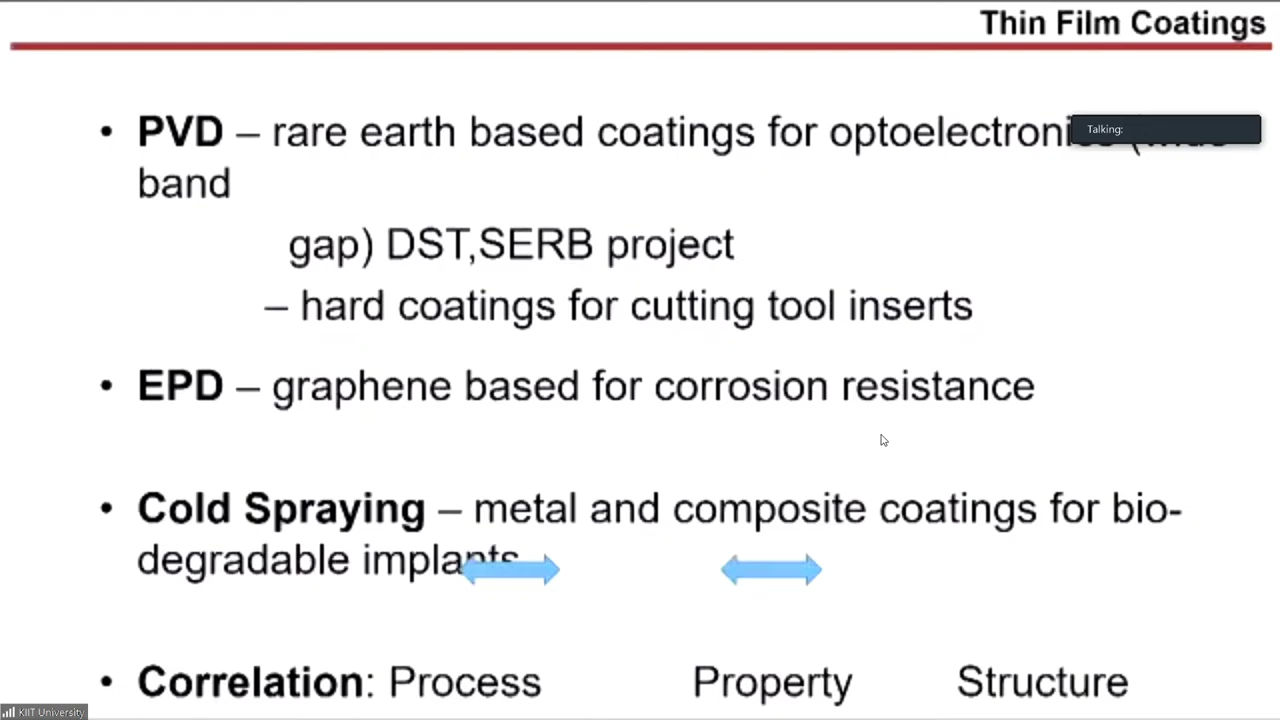 Thin Film Coatings
• PVD – rare earth based coatings for optoelectronics (wide
Talking:
band
gap) DST,SERB project
– hard coatings for cutting tool inserts
• EPD – graphene based for corrosion resistance
• Cold Spraying – metal and composite coatings for bio-
degradable implants
• Correlation: Process Property Structure
KIIT University